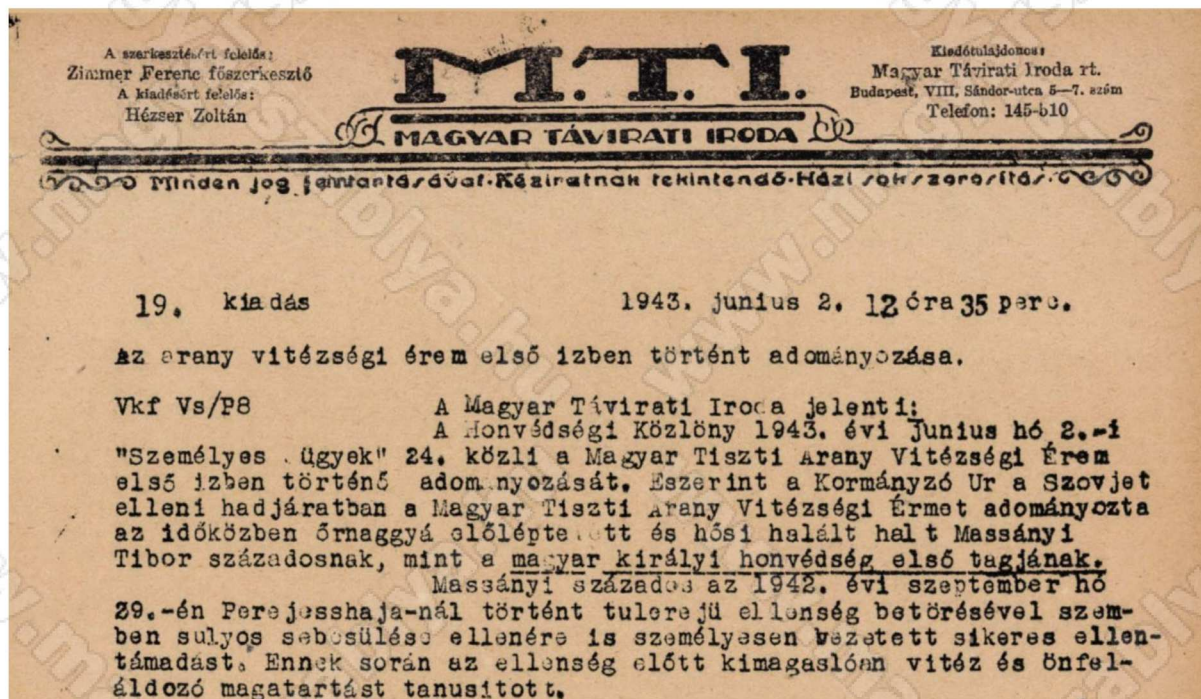 A szerkesztésért felelős:
Zimmer Ferenc főszerkesztő
A kiadásért felelős:
Hézser Zoltán
M.T.I.
MAGYAR TÁVIRATI IRODA
Kiadótulajdonos:
Magyar Távirati Iroda rt.
Budapest, VIII, Sándor-utca 5—7. szám
Telefon: 145-610
Minden jog fenntartásával·Kéziratnak tekintendő·Házi sokszorosítás·
19. kiadás 1943. junius 2. 12 óra 35 perc.
Az arany vitézségi érem első izben történt adományozása.
Vkf Vs/P8 A Magyar Távirati Iroda jelenti:
A Honvédségi Közlöny 1943. évi junius hó 2.-i
"Személyes ügyek" 24. közli a Magyar Tiszti Arany Vitézségi Érem
első izben történő adományozását. Eszerint a Kormányzó Ur a Szovjet
elleni hadjáratban a Magyar Tiszti Arany Vitézségi Érmet adományozta
az időközben őrnaggyá előléptetett és hősi halált halt Massányi
Tibor századosnak, mint a magyar királyi honvédség első tagjának.
Massányi százados az 1942. évi szeptember hó
29.-én Perejesshaja-nál történt tulerejü ellenség betörésével szem-
ben sulyos sebesülése ellenére is személyesen vezetett sikeres ellen-
támadást. Ennek során az ellenség előtt kimagaslóan vitéz és önfel-
áldozó magatartást tanusitott.